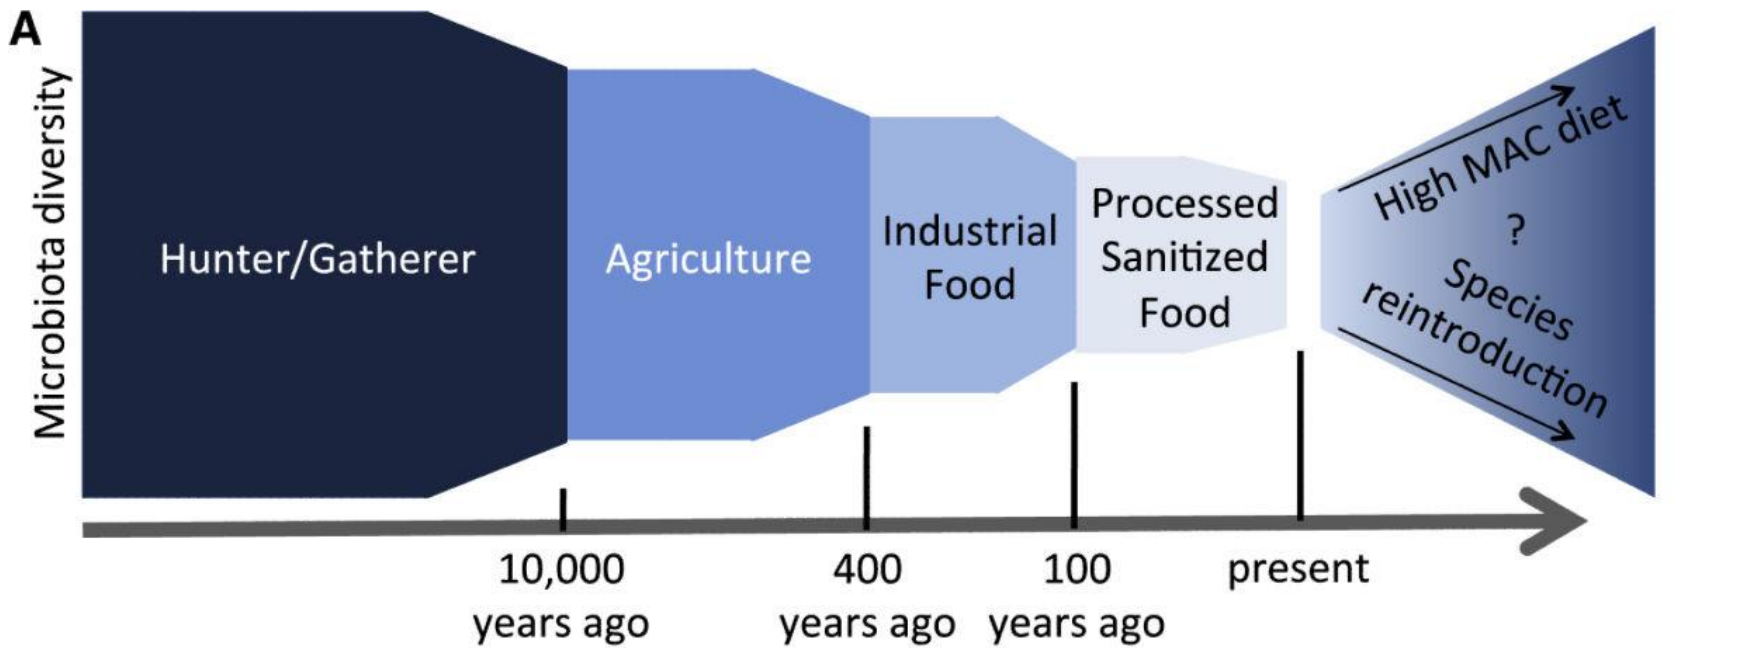 A
Microbiota diversity
Hunter/Gatherer
Agriculture
Industrial
Food
Processed
Sanitized
Food
High MAC diet
?
Species
reintroduction
10,000
years ago
400
years ago
100
years ago
present